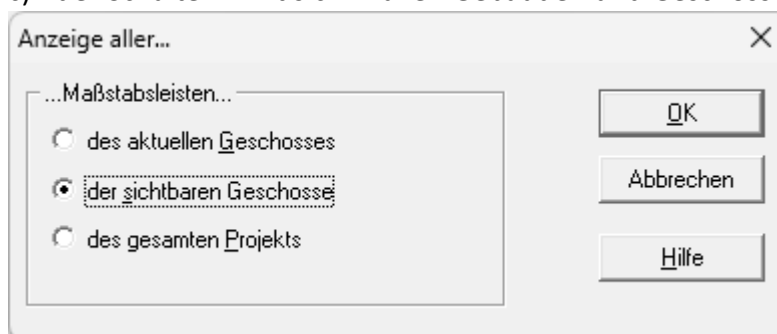 Anzeige aller...
...Maßstabsleisten...
des aktuellen Geschosses
der sichtbaren Geschosse
des gesamten Projekts
OK
Abbrechen
Hilfe